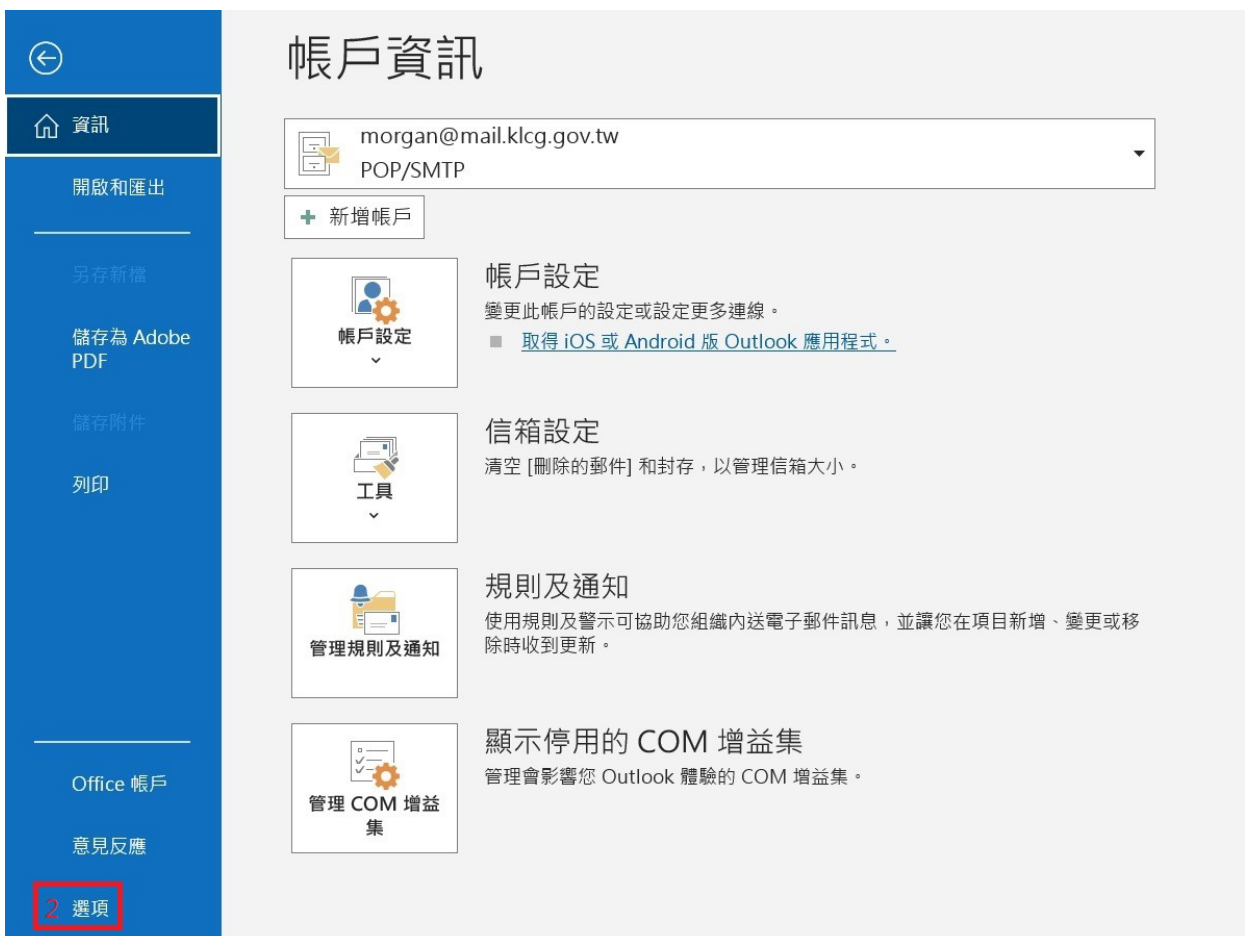 帳戶資訊
資訊
開啟和匯出
另存新檔
儲存為 Adobe
PDF
儲存附件
列印
Office 帳戶
意見反應
2 選項
morgan@mail.klcg.gov.tw
POP/SMTP
新增帳戶
帳戶設定
帳戶設定
變更此帳戶的設定或設定更多連線。
取得 iOS 或 Android 版 Outlook 應用程式。
工具
信箱設定
清空 [刪除的郵件] 和封存，以管理信箱大小。
管理規則及通知
規則及通知
使用規則及警示可協助您組織內送電子郵件訊息，並讓您在項目新增、變更或移
除時收到更新。
管理 COM 增益
集
顯示停用的 COM 增益集
管理會影響您 Outlook 體驗的 COM 增益集。